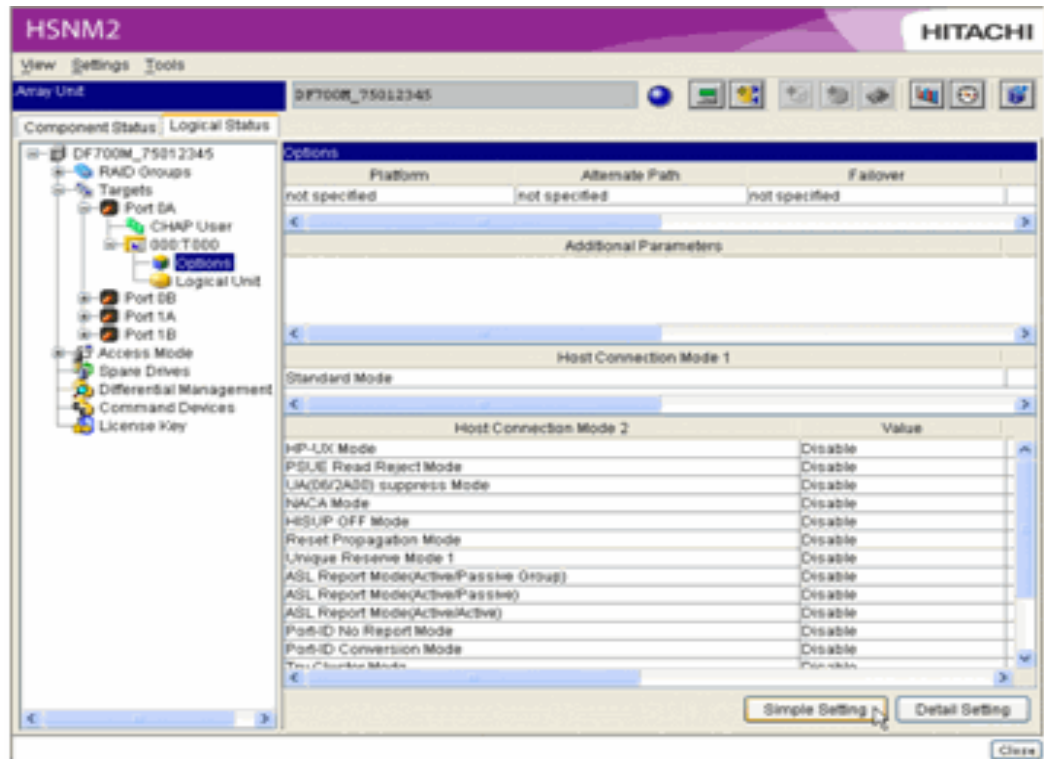 HSNM2
HITACHI
View Settings Tools
Array Unit
DF700M_75012345
Component Status Logical Status
DF700M_75012345
RAID Groups
Targets
Port 0A
CHAP User
000:T000
Options
Logical Unit
Port 0B
Port 1A
Port 1B
Access Mode
Spare Drives
Differential Management
Command Devices
License Key
Options
Platform Alternate Path Failover
not specified not specified not specified
Additional Parameters
Host Connection Mode 1
Standard Mode
Host Connection Mode 2 Value
HP-UX Mode Disable
PSUE Read Reject Mode Disable
UA(06/2A00) suppress Mode Disable
NACA Mode Disable
HISUP OFF Mode Disable
Reset Propagation Mode Disable
Unique Reserve Mode 1 Disable
ASL Report Mode(Active/Passive Group) Disable
ASL Report Mode(Active/Passive) Disable
ASL Report Mode(Active/Active) Disable
Port-ID No Report Mode Disable
Port-ID Conversion Mode Disable
Tru Cluster Mode Disable
Simple Setting Detail Setting
Close